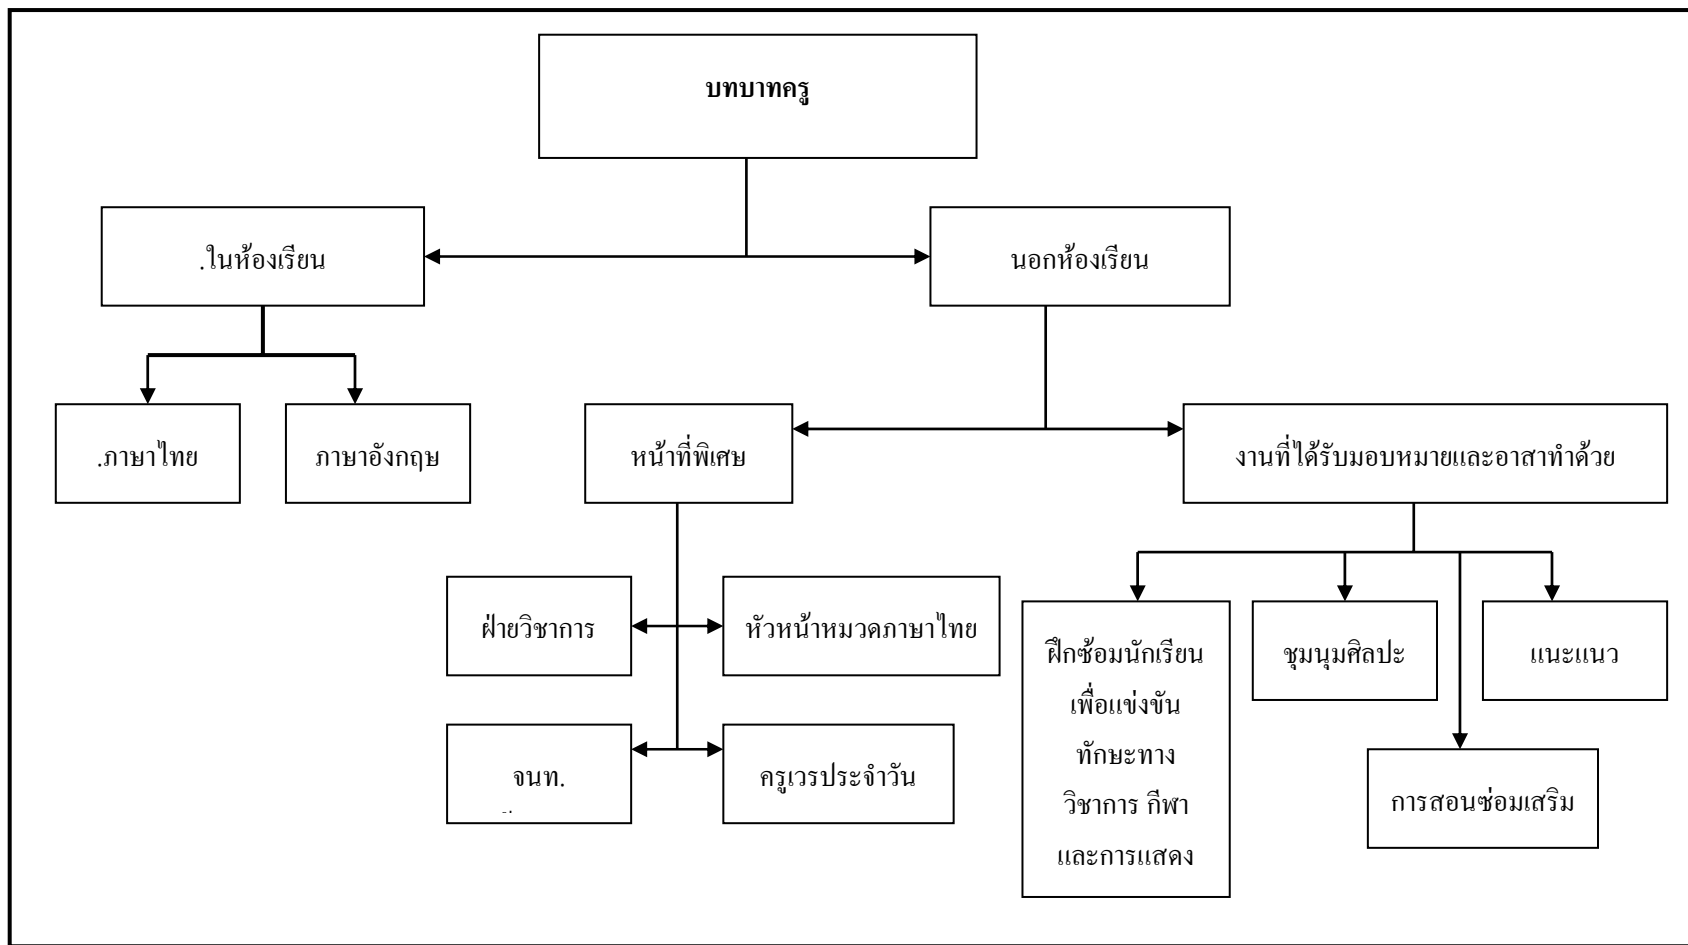 บทบาทครู
.ในห้องเรียน
นอกห้องเรียน
.ภาษาไทย
ภาษาอังกฤษ
หน้าที่พิเศษ
งานที่ได้รับมอบหมายและอาสาทำด้วย
ฝ่ายวิชาการ
หัวหน้าหมวดภาษาไทย
ฝึกซ้อมนักเรียน
เพื่อแข่งขัน
ทักษะทาง
วิชาการ กีฬา
และการแสดง
ชุมนุมศิลปะ
แนะแนว
จนท.
ครูเวรประจำวัน
การสอนซ่อมเสริม